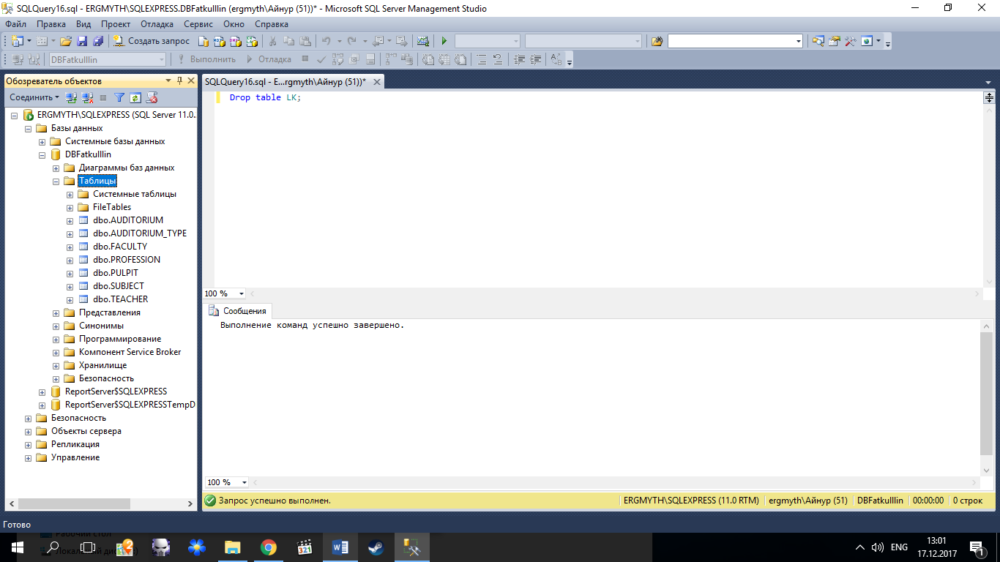 SQLQuery16.sql - ERGMYTH\SQLEXPRESS.DBFatkulllin (ergmyth\Айнур (51))* - Microsoft SQL Server Management Studio
Файл Правка Вид Проект Отладка Сервис Окно Справка
Создать запрос
DBFatkulllin Выполнить Отладка
Обозреватель объектов
SQLQuery16.sql - E...rgmyth\Айнур (51))*
Соединить
Drop table LK;
ERGMYTH\SQLEXPRESS (SQL Server 11.0.
Базы данных
Системные базы данных
DBFatkulllin
Диаграммы баз данных
Таблицы
Системные таблицы
FileTables
dbo.AUDITORIUM
dbo.AUDITORIUM_TYPE
dbo.FACULTY
dbo.PROFESSION
dbo.PULPIT
dbo.SUBJECT
dbo.TEACHER
Представления
Синонимы
Программирование
Компонент Service Broker
Хранилище
Безопасность
ReportServer$SQLEXPRESS
ReportServer$SQLEXPRESSTempD
Безопасность
Объекты сервера
Репликация
Управление
100 %
Сообщения
Выполнение команд успешно завершено.
100 %
Запрос успешно выполнен. ERGMYTH\SQLEXPRESS (11.0 RTM) ergmyth\Айнур (51) DBFatkulllin 00:00:00 0 строк
Готово
Рабочий стол
Локальный диск
321
ENG
13:01
17.12.2017
1